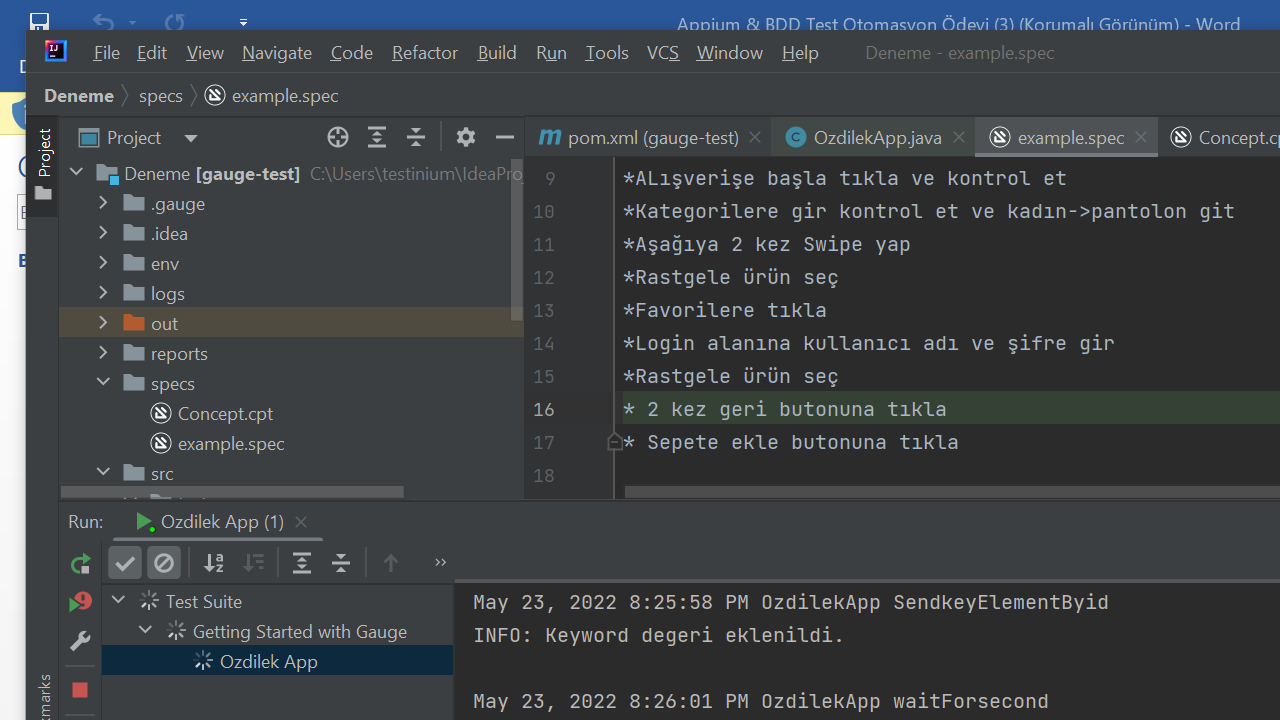 Appium & BDD Test Otomasyon Ödevi (3) (Korumalı Görünüm) - Word
File Edit View Navigate Code Refactor Build Run Tools VCS Window Help Deneme - example.spec
Deneme specs example.spec
Project
Project
pom.xml (gauge-test) OzdilekApp.java example.spec Concept.cp
Deneme [gauge-test] C:\Users\testinium\IdeaPro
.gauge
.idea
env
logs
out
reports
specs
Concept.cpt
example.spec
src
9 *ALışverişe başla tıkla ve kontrol et
10 *Kategorilere gir kontrol et ve kadın->pantolon git
11 *Aşağıya 2 kez Swipe yap
12 *Rastgele ürün seç
13 *Favorilere tıkla
14 *Login alanına kullanıcı adı ve şifre gir
15 *Rastgele ürün seç
16 * 2 kez geri butonuna tıkla
17 * Sepete ekle butonuna tıkla
18
Run: Ozdilek App (1)
Test Suite
Getting Started with Gauge
Ozdilek App
May 23, 2022 8:25:58 PM OzdilekApp SendkeyElementByid
INFO: Keyword degeri eklenildi.
May 23, 2022 8:26:01 PM OzdilekApp waitForsecond